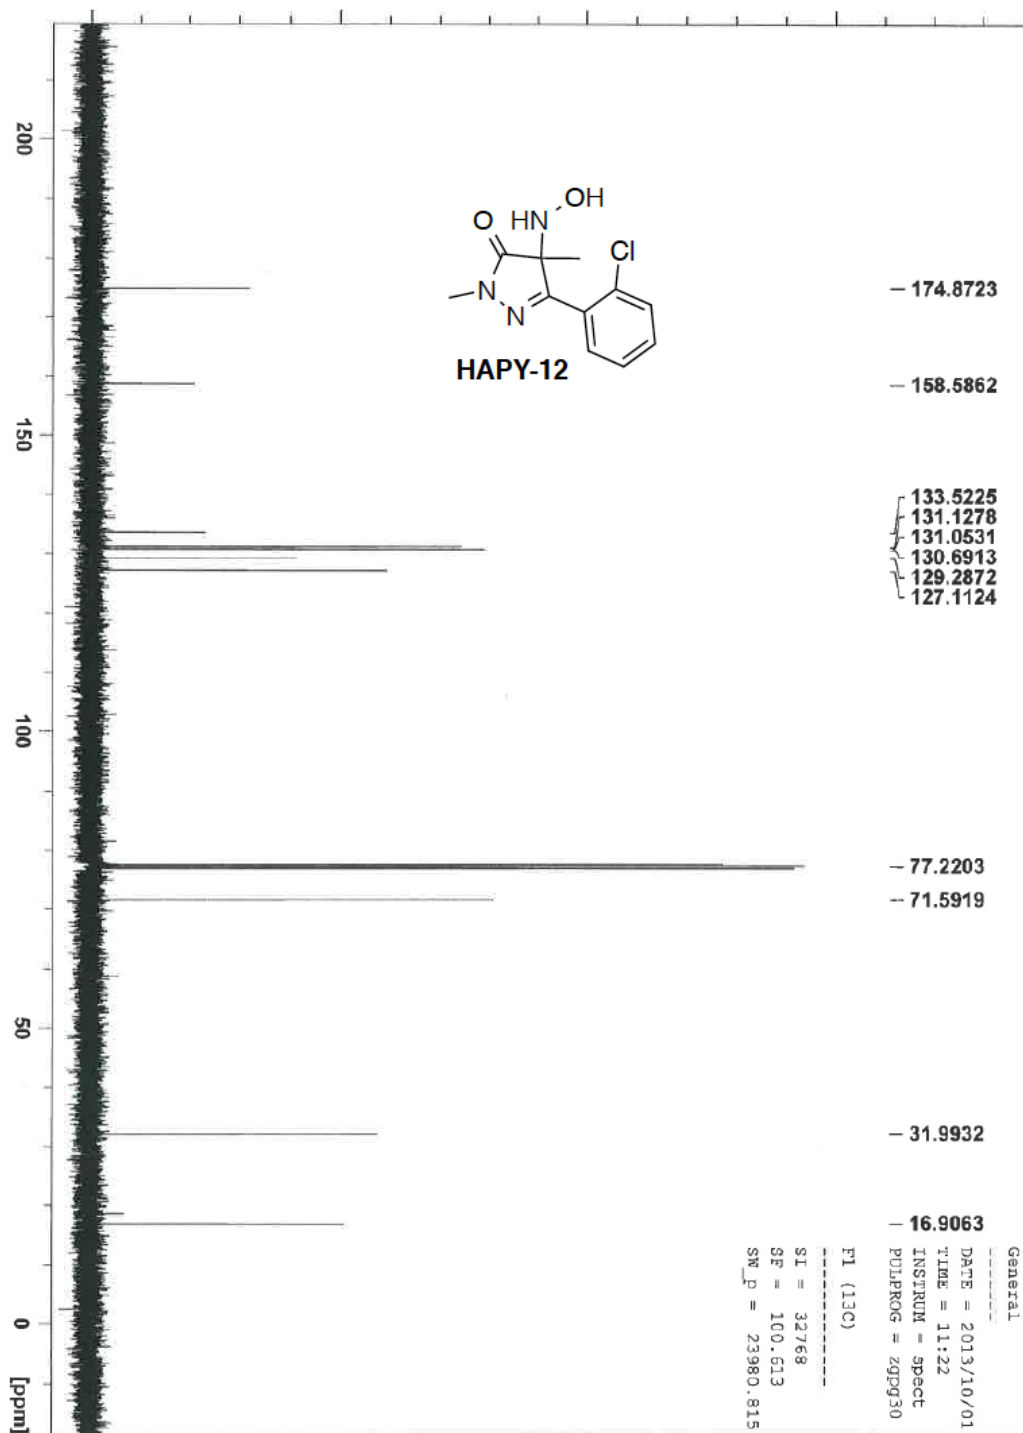 200
150
100
50
0
[ppm]
OH
HN
O
Cl
N
N
HAPY-12
174.8723
158.5862
133.5225
131.1278
131.0531
130.6913
129.2872
127.1124
77.2203
71.5919
31.9932
16.9063
General
DATE = 2013/10/01
TIME = 11:22
INSTRUM = spect
PULPROG = zgpg30
F1 (13C)
SI = 32768
SF = 100.613
SW_p = 23980.815